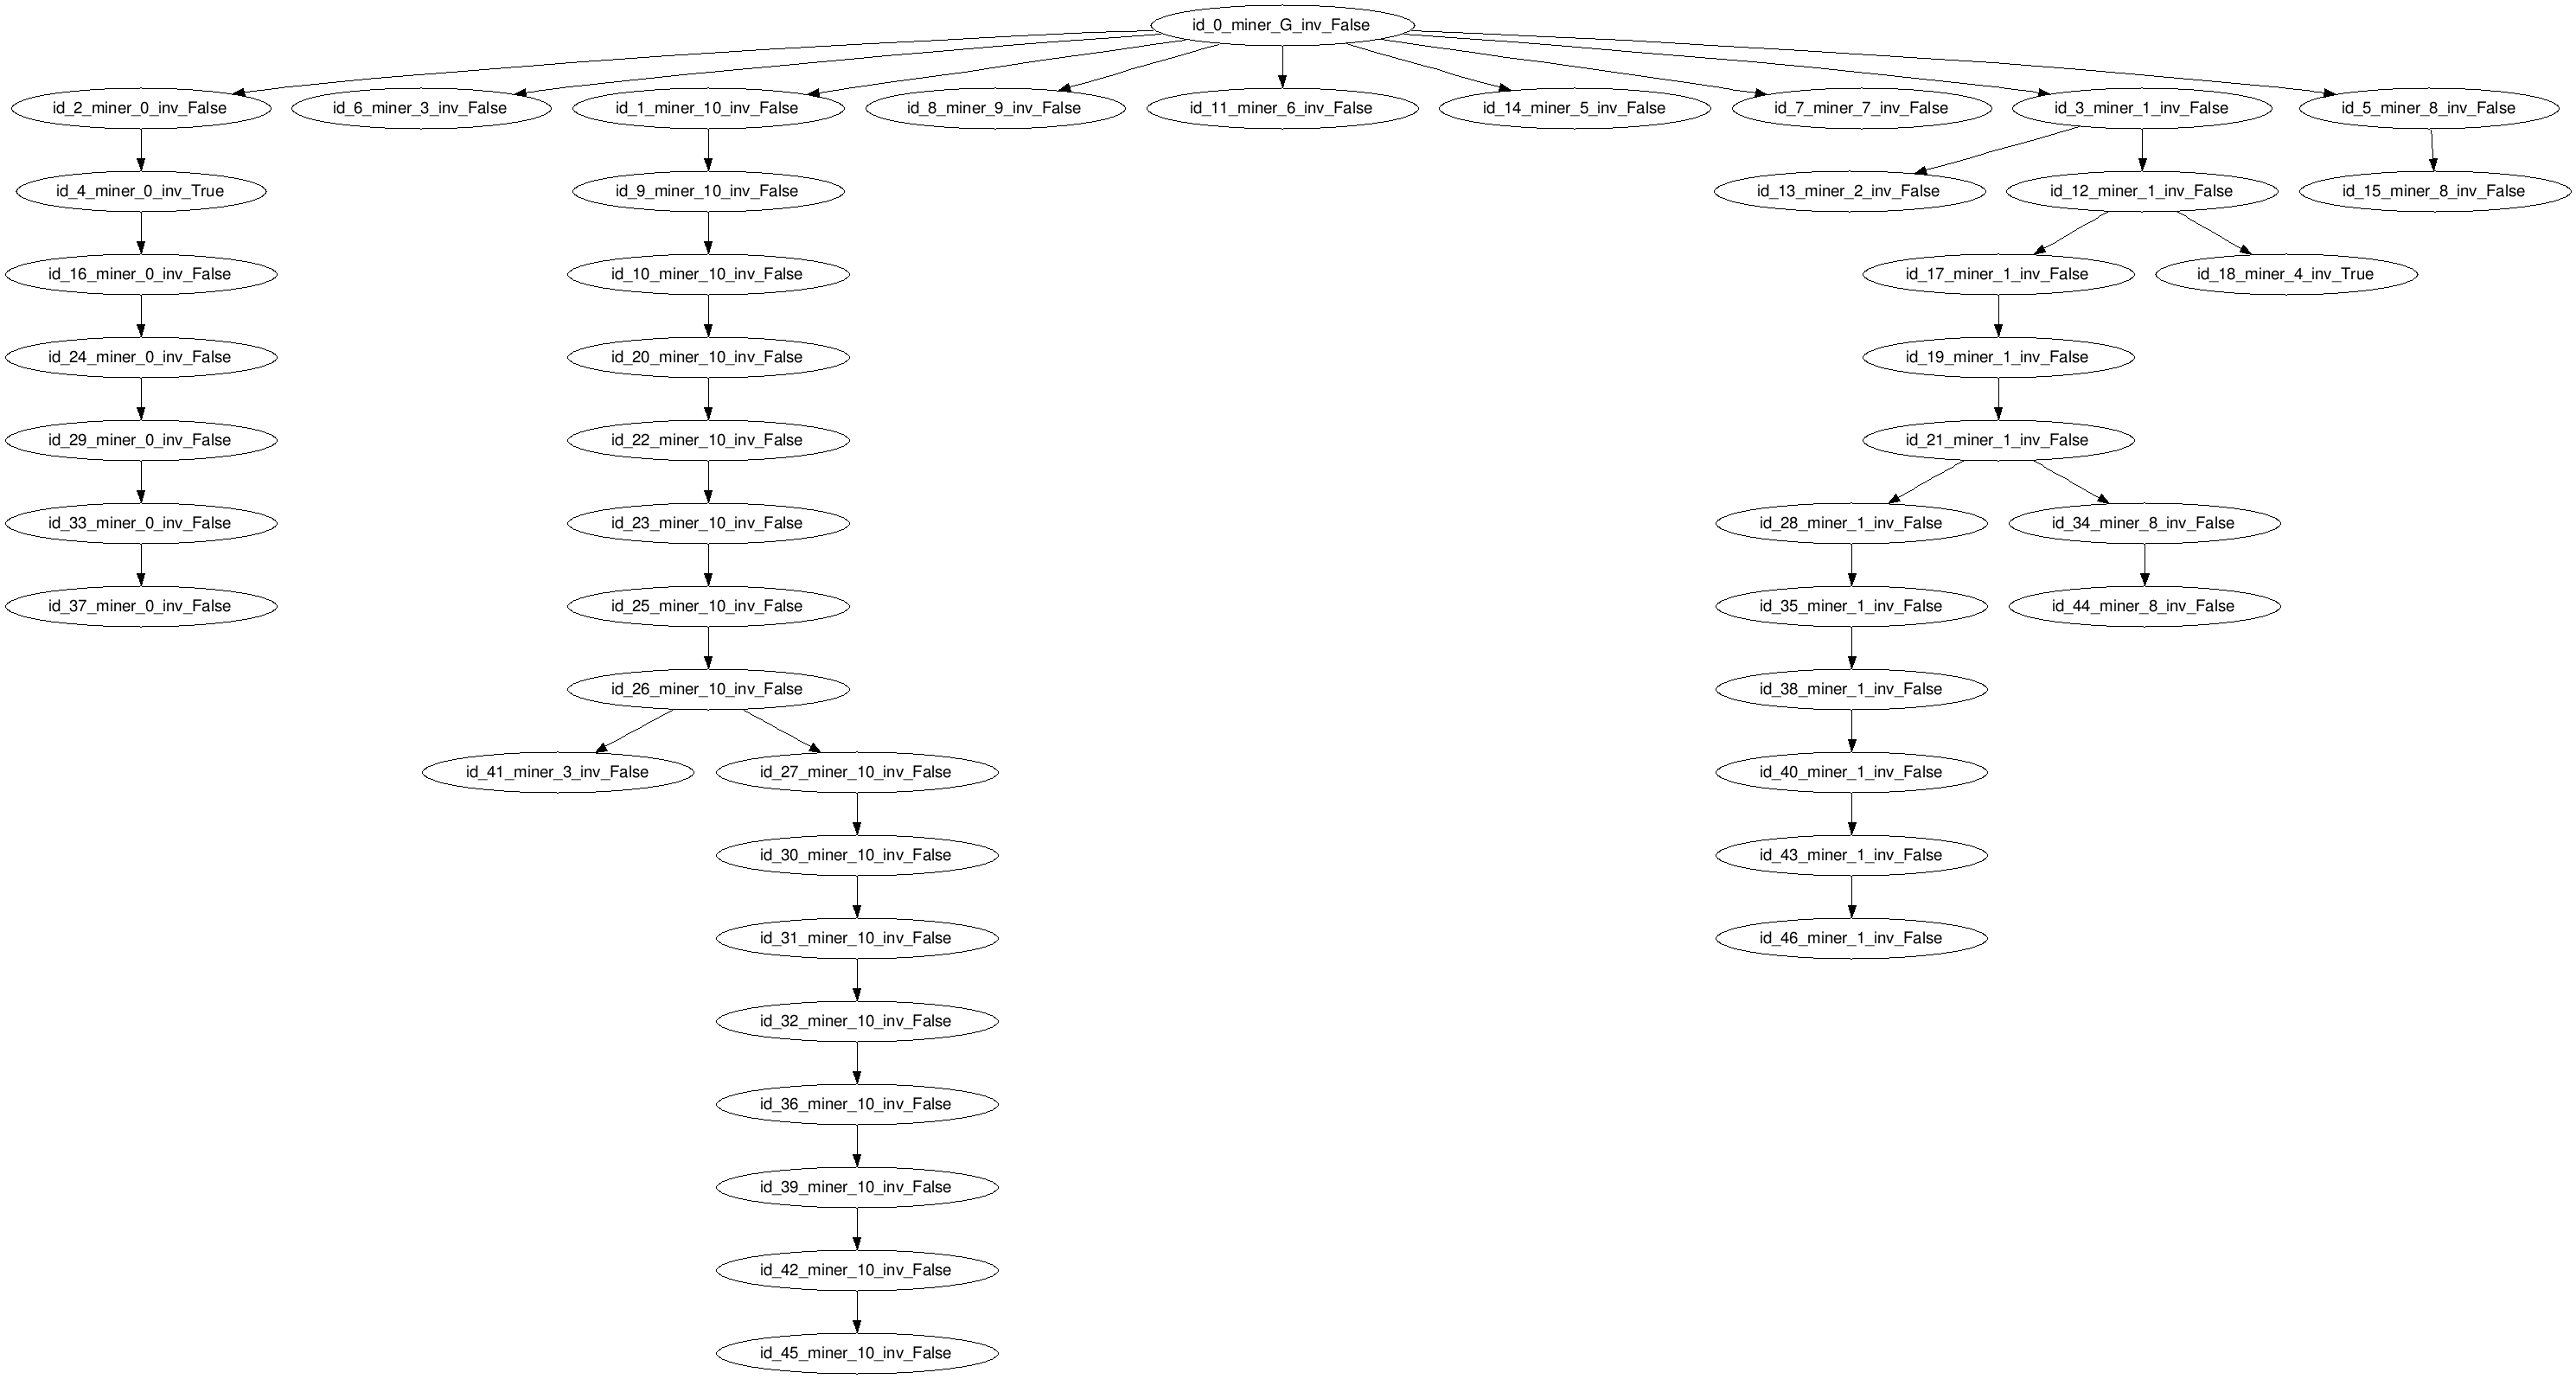 id_0_miner_G_inv_False
id_2_miner_0_inv_False
id_6_miner_3_inv_False
id_1_miner_10_inv_False
id_8_miner_9_inv_False
id_11_miner_6_inv_False
id_14_miner_5_inv_False
id_7_miner_7_inv_False
id_3_miner_1_inv_False
id_5_miner_8_inv_False
id_4_miner_0_inv_True
id_9_miner_10_inv_False
id_13_miner_2_inv_False
id_12_miner_1_inv_False
id_15_miner_8_inv_False
id_16_miner_0_inv_False
id_10_miner_10_inv_False
id_17_miner_1_inv_False
id_18_miner_4_inv_True
id_24_miner_0_inv_False
id_20_miner_10_inv_False
id_19_miner_1_inv_False
id_29_miner_0_inv_False
id_22_miner_10_inv_False
id_21_miner_1_inv_False
id_33_miner_0_inv_False
id_23_miner_10_inv_False
id_28_miner_1_inv_False
id_34_miner_8_inv_False
id_37_miner_0_inv_False
id_25_miner_10_inv_False
id_35_miner_1_inv_False
id_44_miner_8_inv_False
id_26_miner_10_inv_False
id_38_miner_1_inv_False
id_41_miner_3_inv_False
id_27_miner_10_inv_False
id_40_miner_1_inv_False
id_30_miner_10_inv_False
id_43_miner_1_inv_False
id_31_miner_10_inv_False
id_46_miner_1_inv_False
id_32_miner_10_inv_False
id_36_miner_10_inv_False
id_39_miner_10_inv_False
id_42_miner_10_inv_False
id_45_miner_10_inv_False